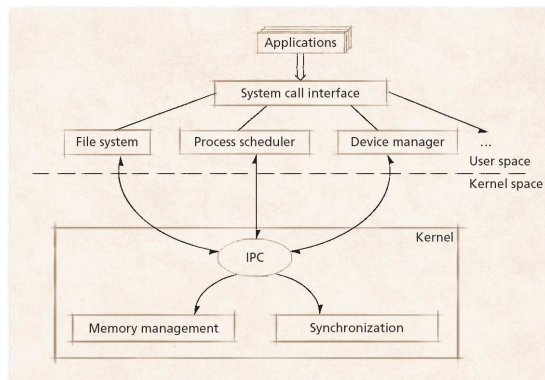 Applications
System call interface
File system
Process scheduler
Device manager
...
User space
Kernel space
Kernel
IPC
Memory management
Synchronization